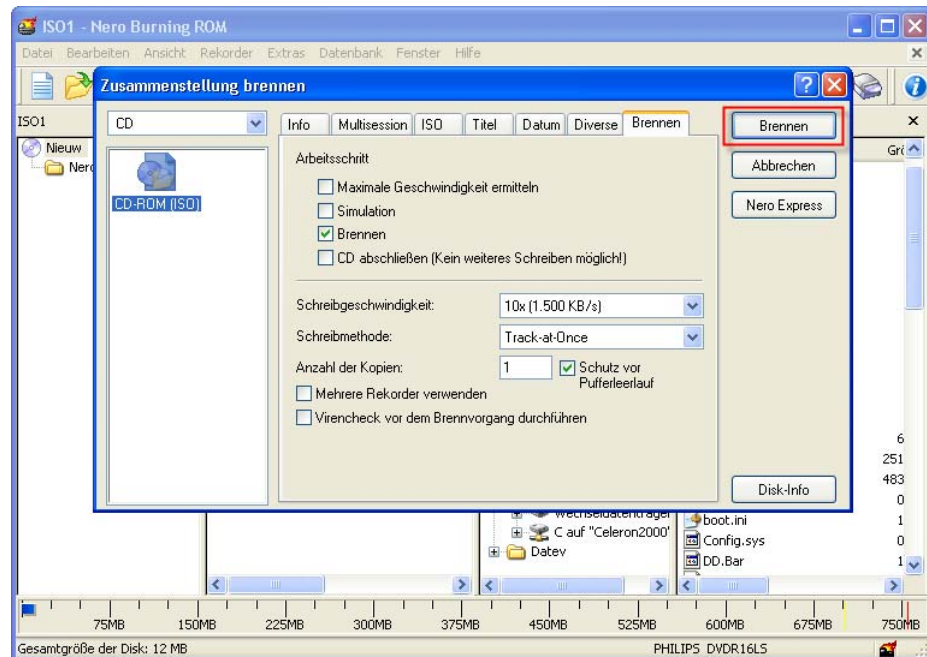 ISO1 - Nero Burning ROM
Datei Bearbeiten Ansicht Rekorder Extras Datenbank Fenster Hilfe
Zusammenstellung brennen
ISO1
Nieuw
CD
CD-ROM (ISO)
Info Multisession ISO Titel Datum Diverse Brennen
Arbeitsschritt
Maximale Geschwindigkeit ermitteln
Simulation
Brennen
CD abschließen (Kein weiteres Schreiben möglich!)
Schreibgeschwindigkeit: 10x (1.500 KB/s)
Schreibmethode: Track-at-Once
Anzahl der Kopien: 1 Schutz vor Pufferleerlauf
Mehrere Rekorder verwenden
Virencheck vor dem Brennvorgang durchführen
Brennen
Abbrechen
Nero Express
Disk-Info
6
251
483
0
Wechseldatenträger
C auf "Celeron2000"
Datev
boot.ini 1
Config.sys 0
DD.Bar 1
75MB 150MB 225MB 300MB 375MB 450MB 525MB 600MB 675MB 750MB
Gesamtgröße der Disk: 12 MB PHILIPS DVDR16LS